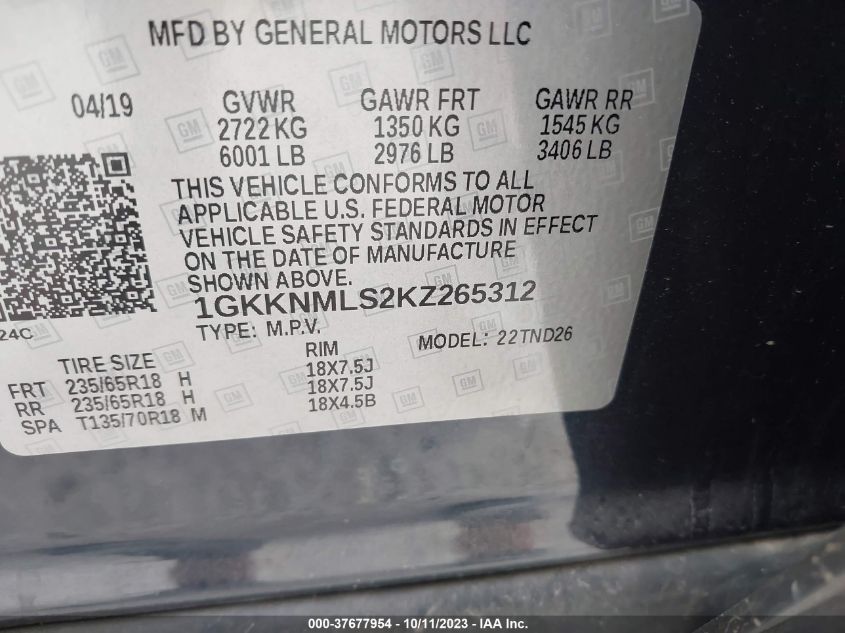 MFD BY GENERAL MOTORS LLC
04/19 GVWR GAWR FRT GAWR RR
2722 KG 1350 KG 1545 KG
6001 LB 2976 LB 3406 LB
THIS VEHICLE CONFORMS TO ALL
APPLICABLE U.S. FEDERAL MOTOR
VEHICLE SAFETY STANDARDS IN EFFECT
ON THE DATE OF MANUFACTURE
SHOWN ABOVE.
1GKKNMLS2KZ265312
24C
TYPE: M.P.V. MODEL: 22TND26
TIRE SIZE RIM
FRT 235/65R18 H 18X7.5J
RR 235/65R18 H 18X7.5J
SPA T135/70R18 M 18X4.5B
000-37677954 - 10/11/2023 - IAA Inc.